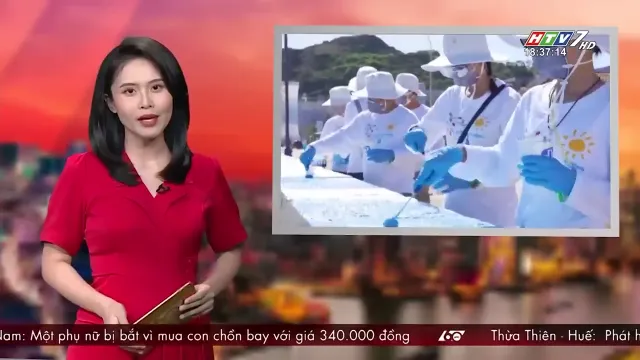 HTV7 HD
18:37:14
Nam: Một phụ nữ bị bắt vì mua con chồn bay với giá 340.000 đồng 60 Thừa Thiên - Huế: Phát H